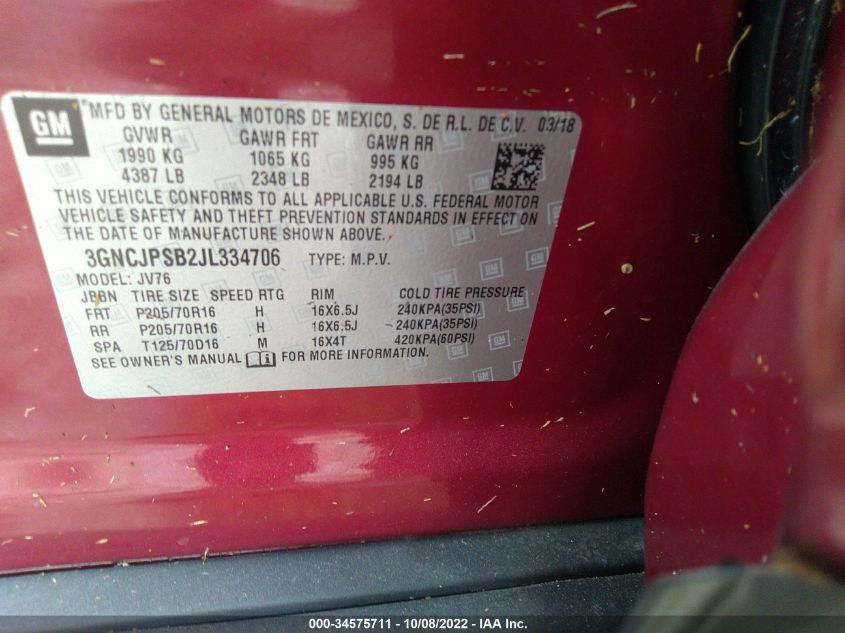 GM
MFD BY GENERAL MOTORS DE MEXICO, S. DE R.L. DE C.V. 03/18
GVWR GAWR FRT GAWR RR
1990 KG 1065 KG 995 KG
4387 LB 2348 LB 2194 LB
THIS VEHICLE CONFORMS TO ALL APPLICABLE U.S. FEDERAL MOTOR
VEHICLE SAFETY AND THEFT PREVENTION STANDARDS IN EFFECT ON
THE DATE OF MANUFACTURE SHOWN ABOVE.
3GNCJPSB2JL334706 TYPE: M.P.V.
MODEL: JV76
JBBN TIRE SIZE SPEED RTG RIM COLD TIRE PRESSURE
FRT P205/70R16 H 16X6.5J 240KPA(35PSI)
RR P205/70R16 H 16X6.5J 240KPA(35PSI)
SPA T125/70D16 M 16X4T 420KPA(60PSI)
SEE OWNER'S MANUAL FOR MORE INFORMATION.
000-34575711 - 10/08/2022 - IAA Inc.